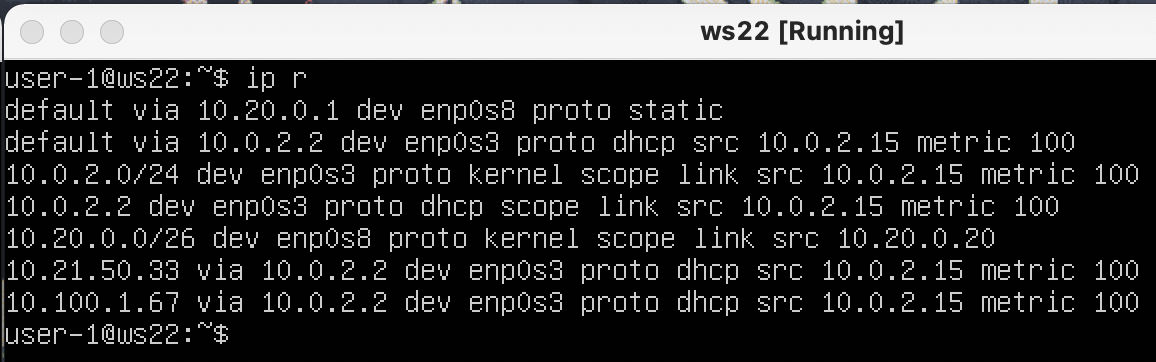 ws22 [Running]
user-1@ws22:~$ ip r
default via 10.20.0.1 dev enp0s8 proto static
default via 10.0.2.2 dev enp0s3 proto dhcp src 10.0.2.15 metric 100
10.0.2.0/24 dev enp0s3 proto kernel scope link src 10.0.2.15 metric 100
10.0.2.2 dev enp0s3 proto dhcp scope link src 10.0.2.15 metric 100
10.20.0.0/26 dev enp0s8 proto kernel scope link src 10.20.0.20
10.21.50.33 via 10.0.2.2 dev enp0s3 proto dhcp src 10.0.2.15 metric 100
10.100.1.67 via 10.0.2.2 dev enp0s3 proto dhcp src 10.0.2.15 metric 100
user-1@ws22:~$